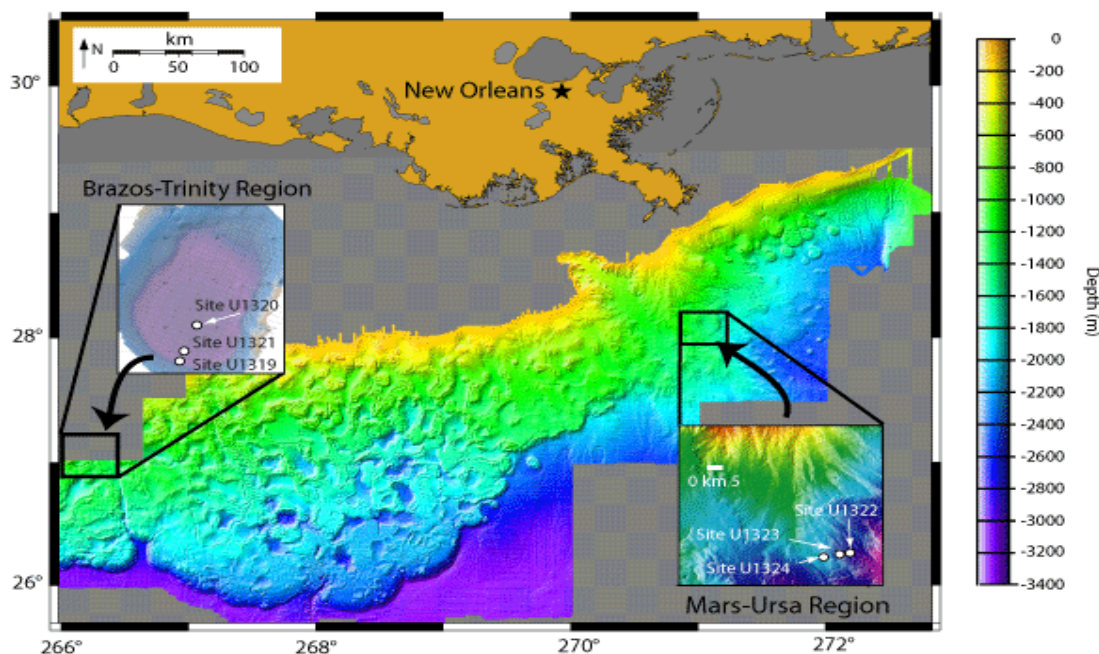 km
N
0 50 100
30°
28°
26°
266° 268° 270° 272°
New Orleans
Brazos-Trinity Region
Site U1320
Site U1321
Site U1319
0 km 5
Site U1322
Site U1323
Site U1324
Mars-Ursa Region
0
-200
-400
-600
-800
-1000
-1200
-1400
-1600
-1800
-2000
-2200
-2400
-2600
-2800
-3000
-3200
-3400
Depth (m)